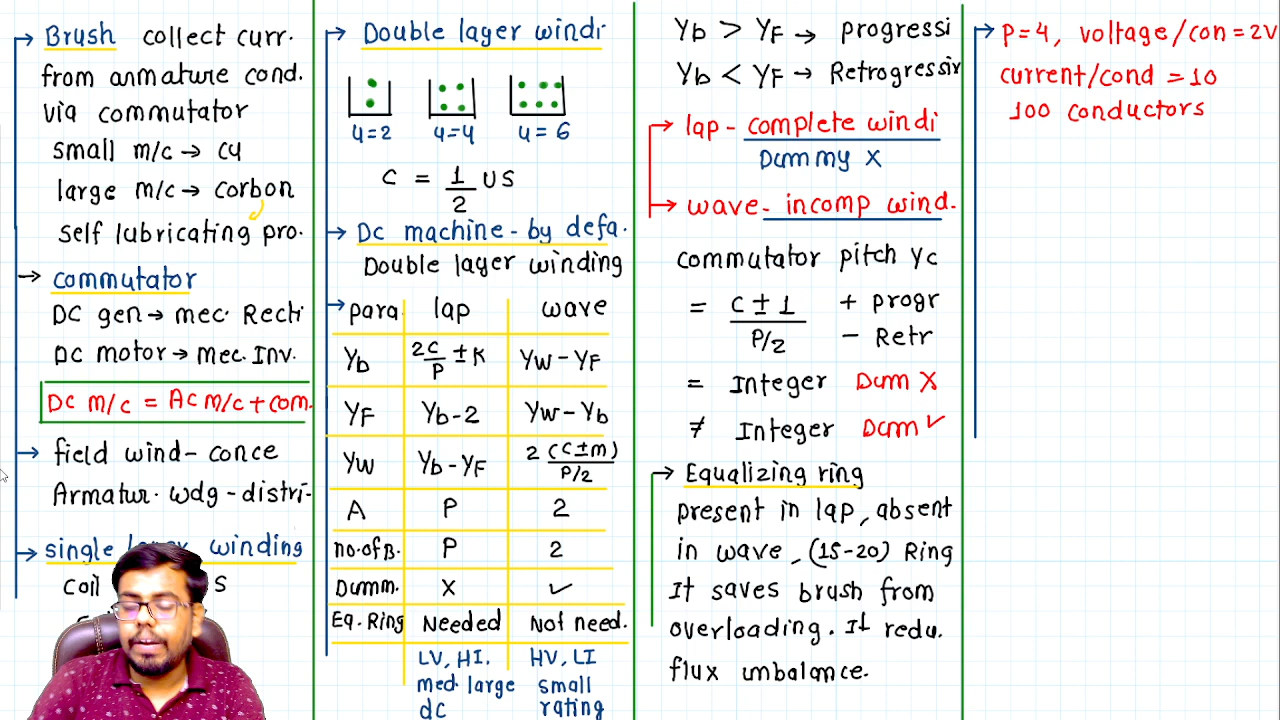 Brush collect curr.
from armature cond.
via commutator
small m/c → cu
large m/c → corbon
self lubricating pro.
commutator
DC gen → mec. Recti
DC motor → Mec. Inv.
DC m/c = AC m/c + com.
field wind - conce
Armatur. wdg - distri-
single layer winding
coil S
Double layer windi
u=2 u=4 u=6
C = 1/2 US
Dc machine - by defa.
Double layer winding
para. lap wave
Yb 2C/P ± K YW - YF
YF Yb-2 YW - Yb
YW Yb - YF 2 (C±m)/P/2
A P 2
no. of B. P 2
Dumm. X ✓
Eq. Ring Needed Not need.
LV, HI. HV, LI
med. large small
dc rating
Yb > YF → progressi
Yb < YF → Retrogressiv
lap - complete windi
Dummy X
wave - incomp wind.
commutator pitch Yc
= C ± 1 / P/2 + progr
- Retr
= Integer Dum X
≠ Integer Dum ✓
Equalizing ring
present in lap, absent
in wave, (15-20) Ring
It saves brush from
overloading. It redu.
flux imbalance.
P=4, voltage/con = 2V
current/cond = 10
100 conductors